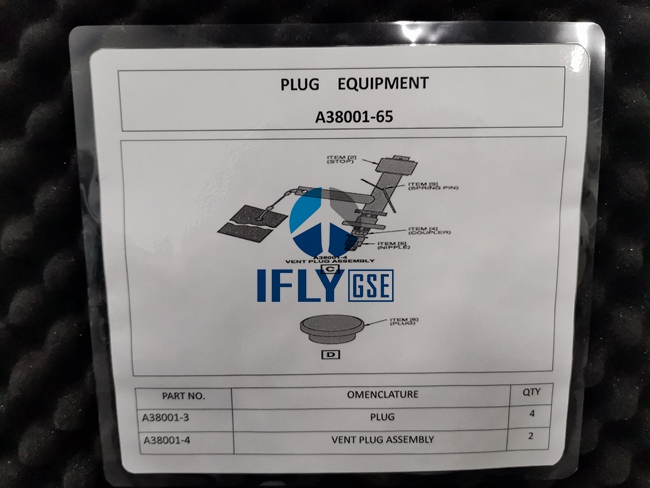 PLUG EQUIPMENT
A38001-65
ITEM [2]
(STOP)
ITEM [3]
(SPRING PIN)
ITEM [4]
(COUPLER)
ITEM [5]
(NIPPLE)
A38001-4
VENT PLUG ASSEMBLY
C
IFLY GSE
ITEM [6]
(PLUG)
D
PART NO. OMENCLATURE QTY
A38001-3 PLUG 4
A38001-4 VENT PLUG ASSEMBLY 2